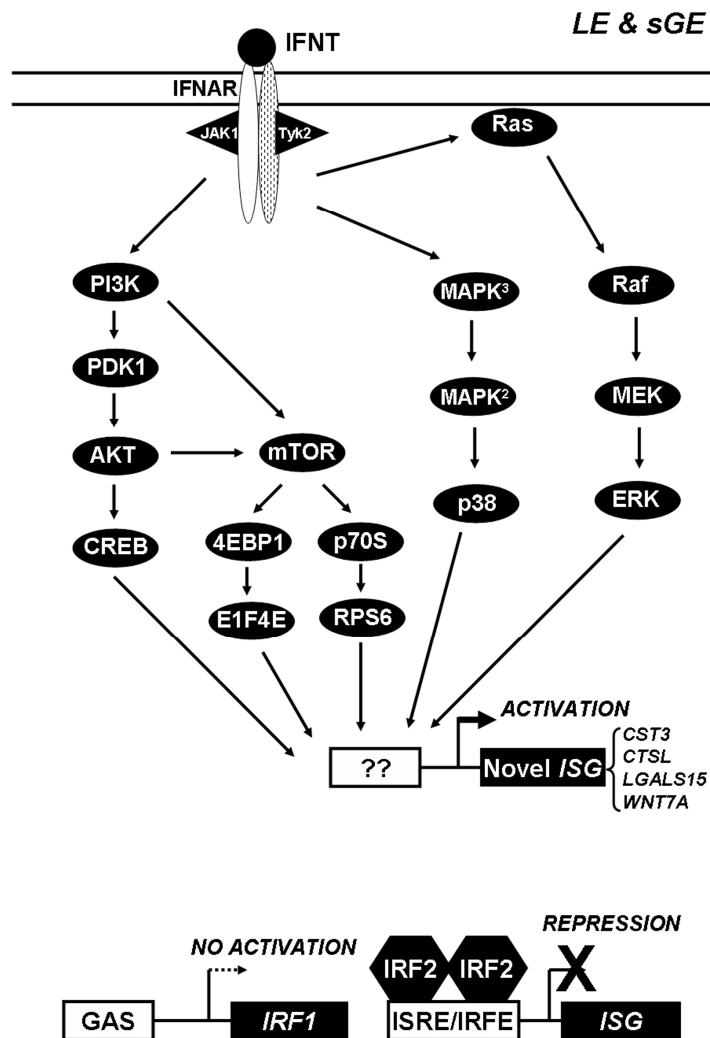 LE & sGE
IFNT
IFNAR
JAK1 Tyk2
Ras
PI3K
MAPK³
Raf
PDK1
MAPK²
MEK
AKT
mTOR
p38
ERK
CREB
4EBP1
p70S
E1F4E
RPS6
ACTIVATION
??
Novel ISG
CST3
CTSL
LGALS15
WNT7A
NO ACTIVATION
REPRESSION
X
IRF2 IRF2
GAS
IRF1
ISRE/IRFE
ISG